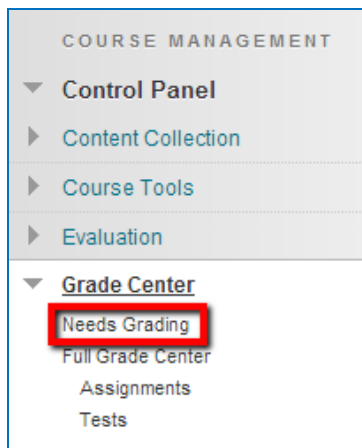 COURSE MANAGEMENT
Control Panel
Content Collection
Course Tools
Evaluation
Grade Center
Needs Grading
Full Grade Center
Assignments
Tests